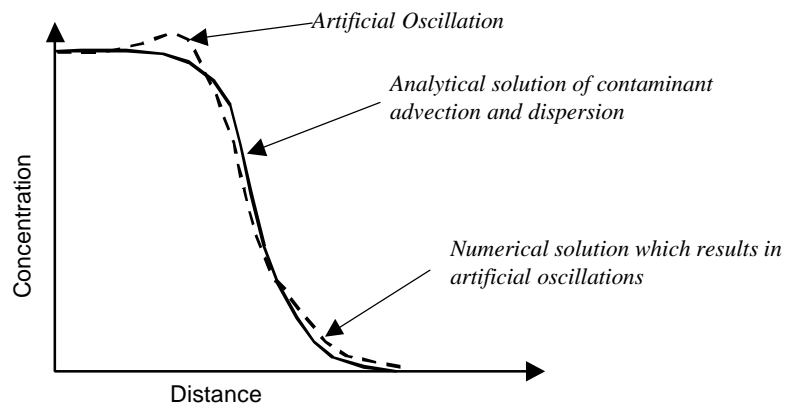 Artificial Oscillation
Analytical solution of contaminant
advection and dispersion
Numerical solution which results in
artificial oscillations
Concentration
Distance